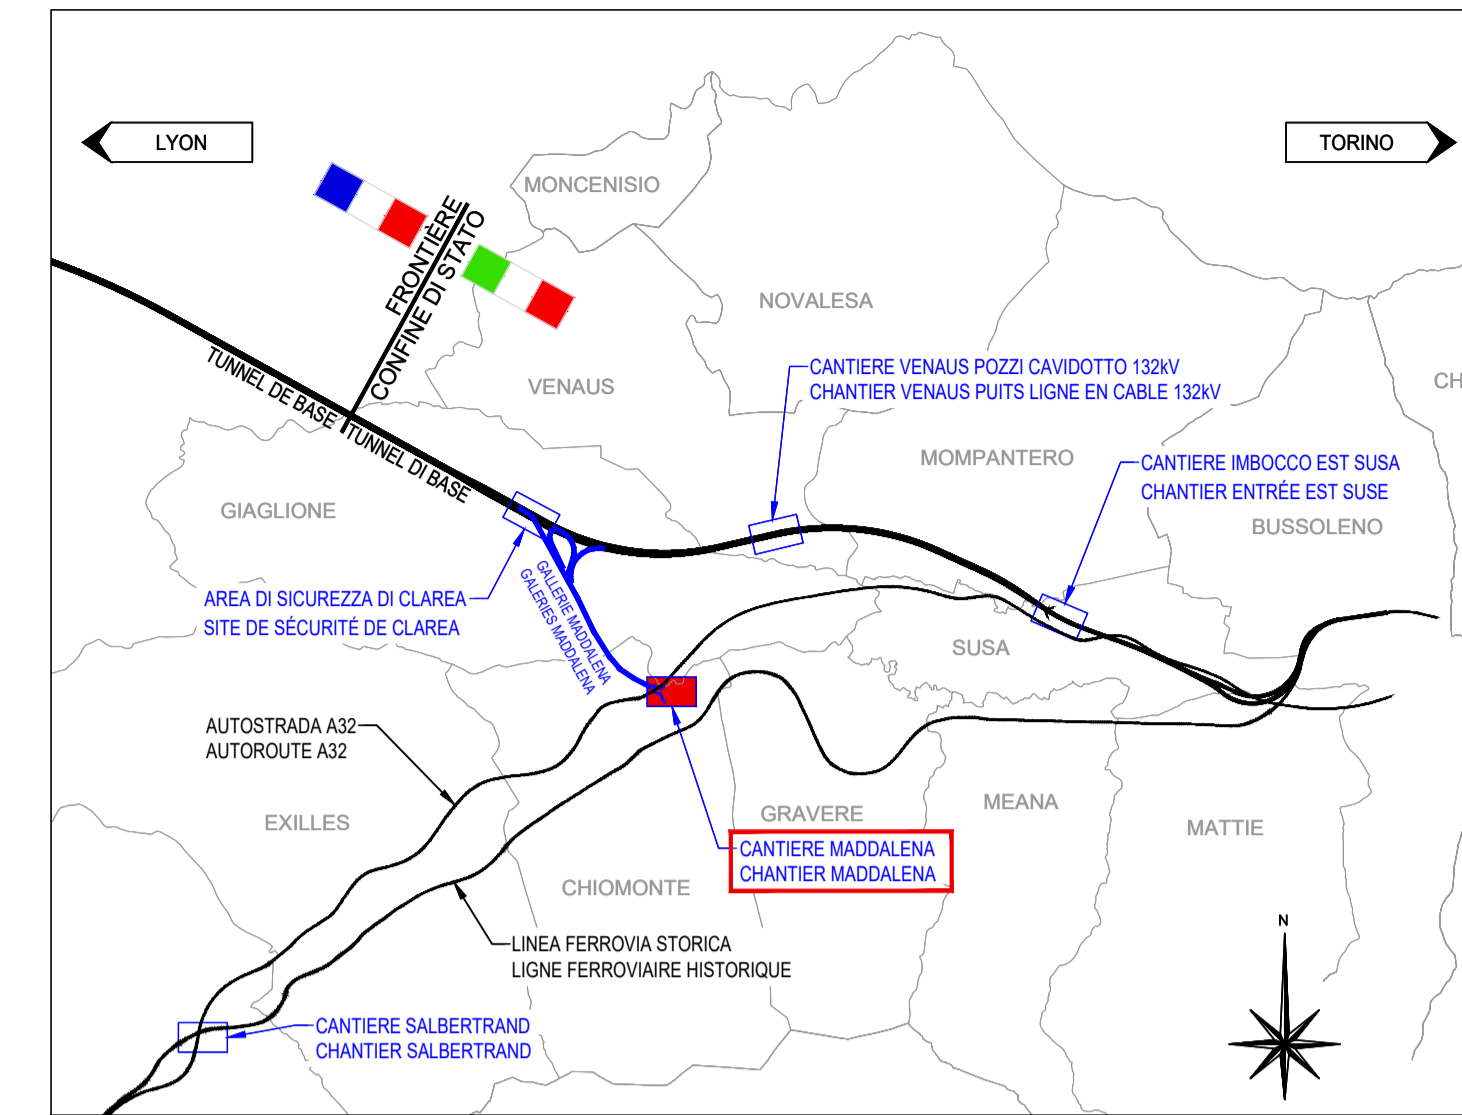 LYON
TORINO
MONCENISIO
FRONTIÈRE
CONFINE DI STATO
NOVALESA
TUNNEL DE BASE
TUNNEL DI BASE
VENAUS
CANTIERE VENAUS POZZI CAVIDOTTO 132kV
CHANTIER VENAUS PUITS LIGNE EN CABLE 132kV
CH
MOMPANTERO
CANTIERE IMBOCCO EST SUSA
CHANTIER ENTRÉE EST SUSE
GIAGLIONE
BUSSOLENO
AREA DI SICUREZZA DI CLAREA
SITE DE SÉCURITÉ DE CLAREA
GALLERIE MADDALENA
GALERIES MADDALENA
SUSA
AUTOSTRADA A32
AUTOROUTE A32
EXILLES
GRAVERE
MEANA
MATTIE
CANTIERE MADDALENA
CHANTIER MADDALENA
CHIOMONTE
LINEA FERROVIA STORICA
LIGNE FERROVIAIRE HISTORIQUE
N
CANTIERE SALBERTRAND
CHANTIER SALBERTRAND